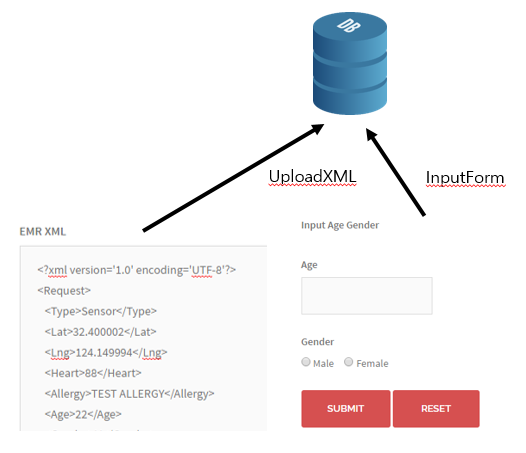 DB
UploadXML
InputForm
EMR XML
<?xml version='1.0' encoding='UTF-8'?>
<Request>
<Type>Sensor</Type>
<Lat>32.400002</Lat>
<Lng>124.149994</Lng>
<Heart>88</Heart>
<Allergy>TEST ALLERGY</Allergy>
<Age>22</Age>
Input Age Gender
Age
Gender
Male Female
SUBMIT RESET